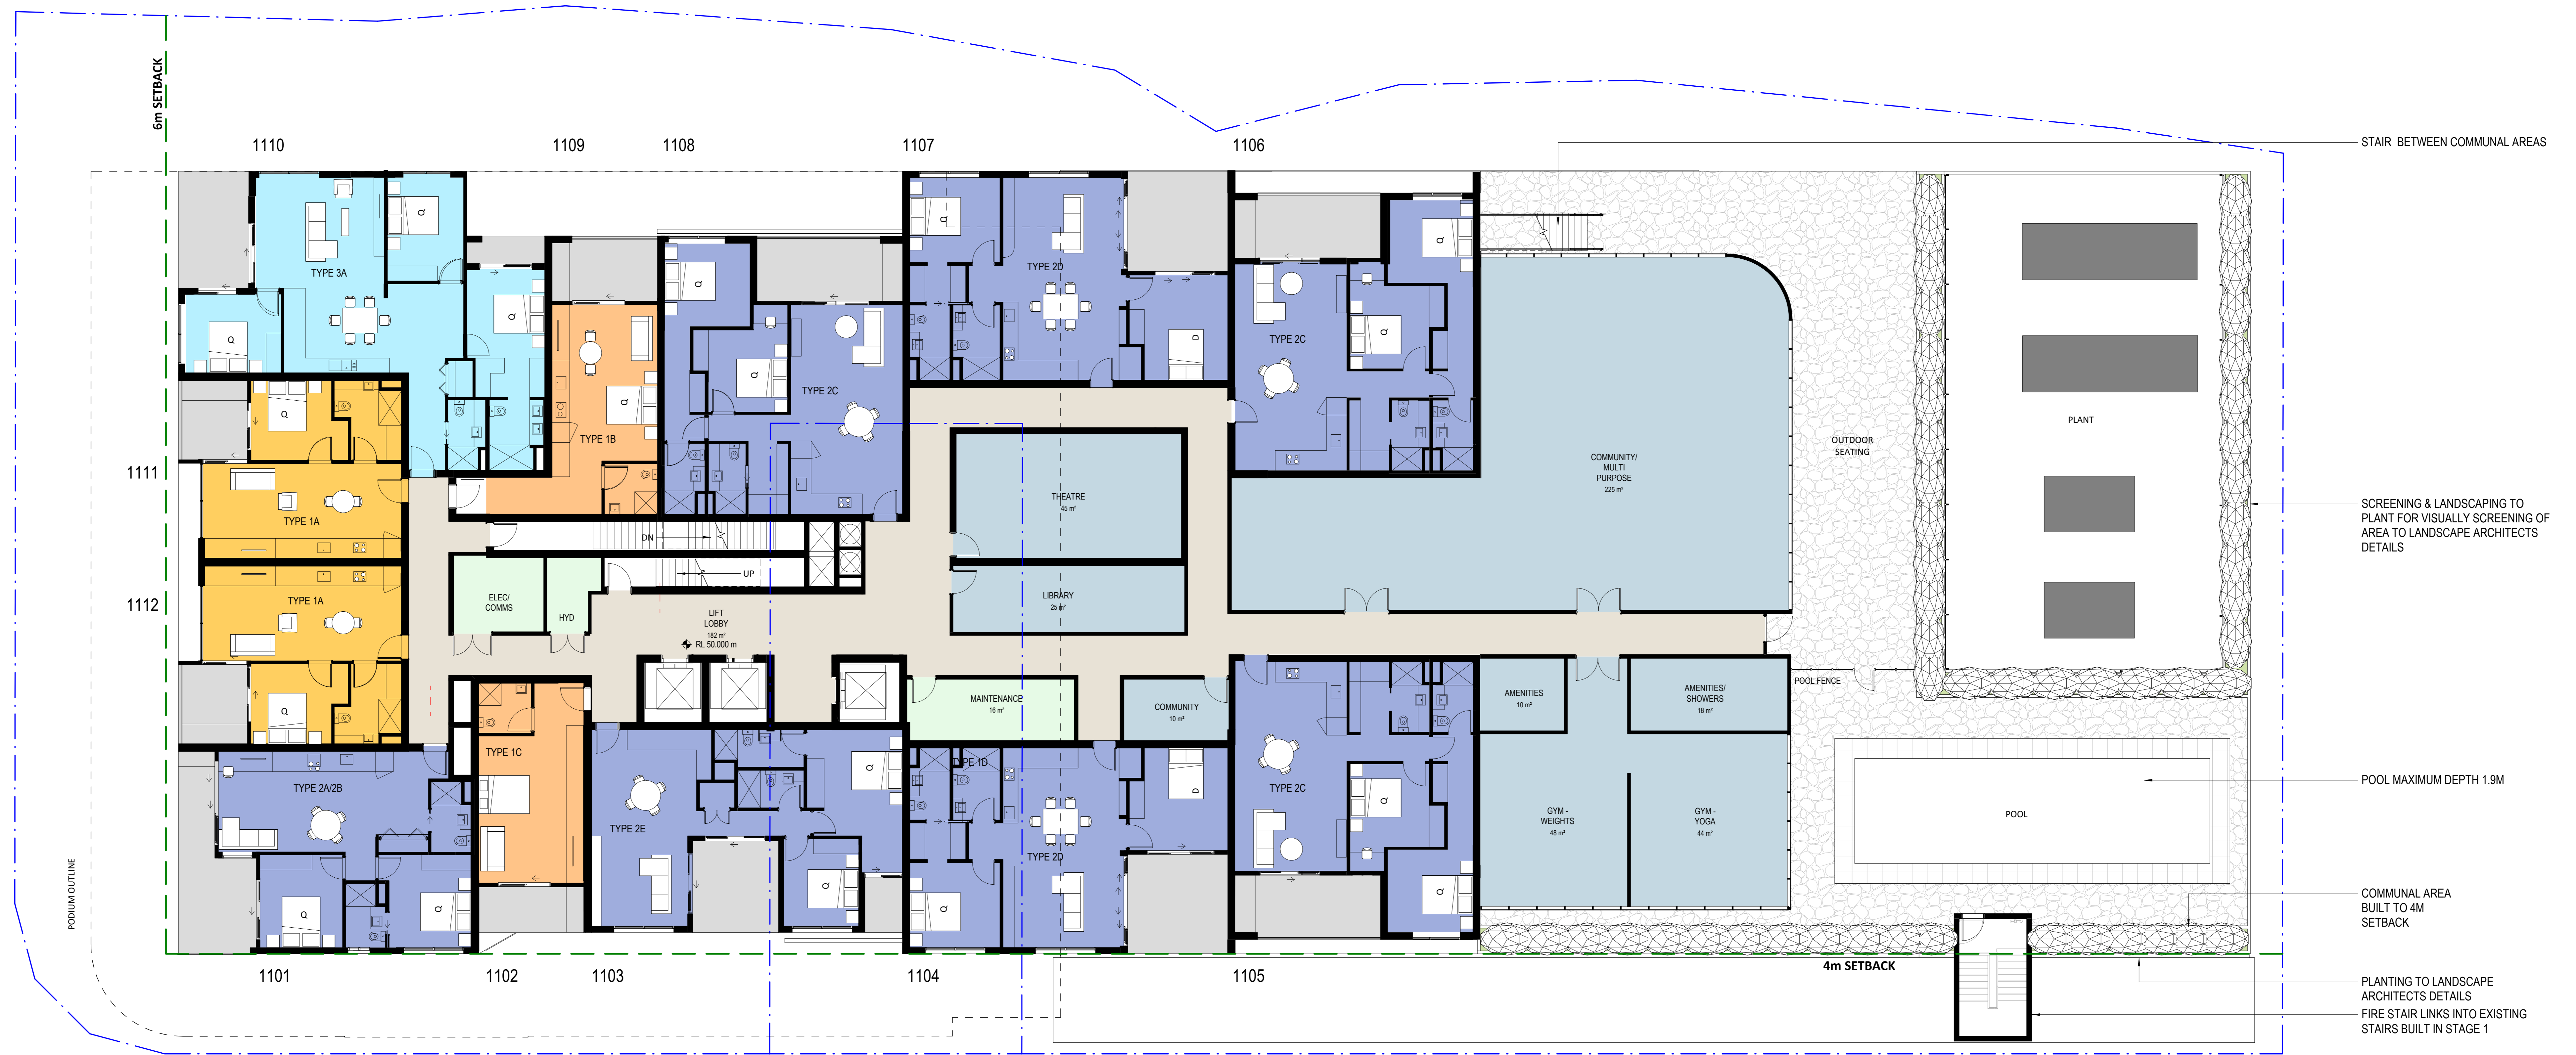 6m SETBACK
1110
1109
1108
1107
1106
STAIR BETWEEN COMMUNAL AREAS
TYPE 3A
Q
Q
Q
TYPE 1B
Q
TYPE 2C
Q
Q
TYPE 2D
Q
D
TYPE 2C
Q
Q
1111
TYPE 1A
Q
1112
TYPE 1A
Q
DN
UP
ELEC/
COMMS
HYD
LIFT
LOBBY
182 m²
RL 50.000 m
THEATRE
45 m²
LIBRARY
25 m²
COMMUNITY/
MULTI
PURPOSE
225 m²
OUTDOOR
SEATING
PLANT
SCREENING & LANDSCAPING TO
PLANT FOR VISUALLY SCREENING OF
AREA TO LANDSCAPE ARCHITECTS
DETAILS
MAINTENANCE
16 m²
COMMUNITY
10 m²
AMENITIES
10 m²
AMENITIES/
SHOWERS
18 m²
POOL FENCE
TYPE 2A/2B
Q
Q
TYPE 1C
TYPE 2E
Q
Q
TYPE 1D
TYPE 2D
Q
D
TYPE 2C
Q
Q
GYM -
WEIGHTS
48 m²
GYM -
YOGA
44 m²
POOL
POOL MAXIMUM DEPTH 1.9M
COMMUNAL AREA
BUILT TO 4M
SETBACK
PODIUM OUTLINE
1101
1102
1103
1104
1105
4m SETBACK
PLANTING TO LANDSCAPE
ARCHITECTS DETAILS
FIRE STAIR LINKS INTO EXISTING
STAIRS BUILT IN STAGE 1